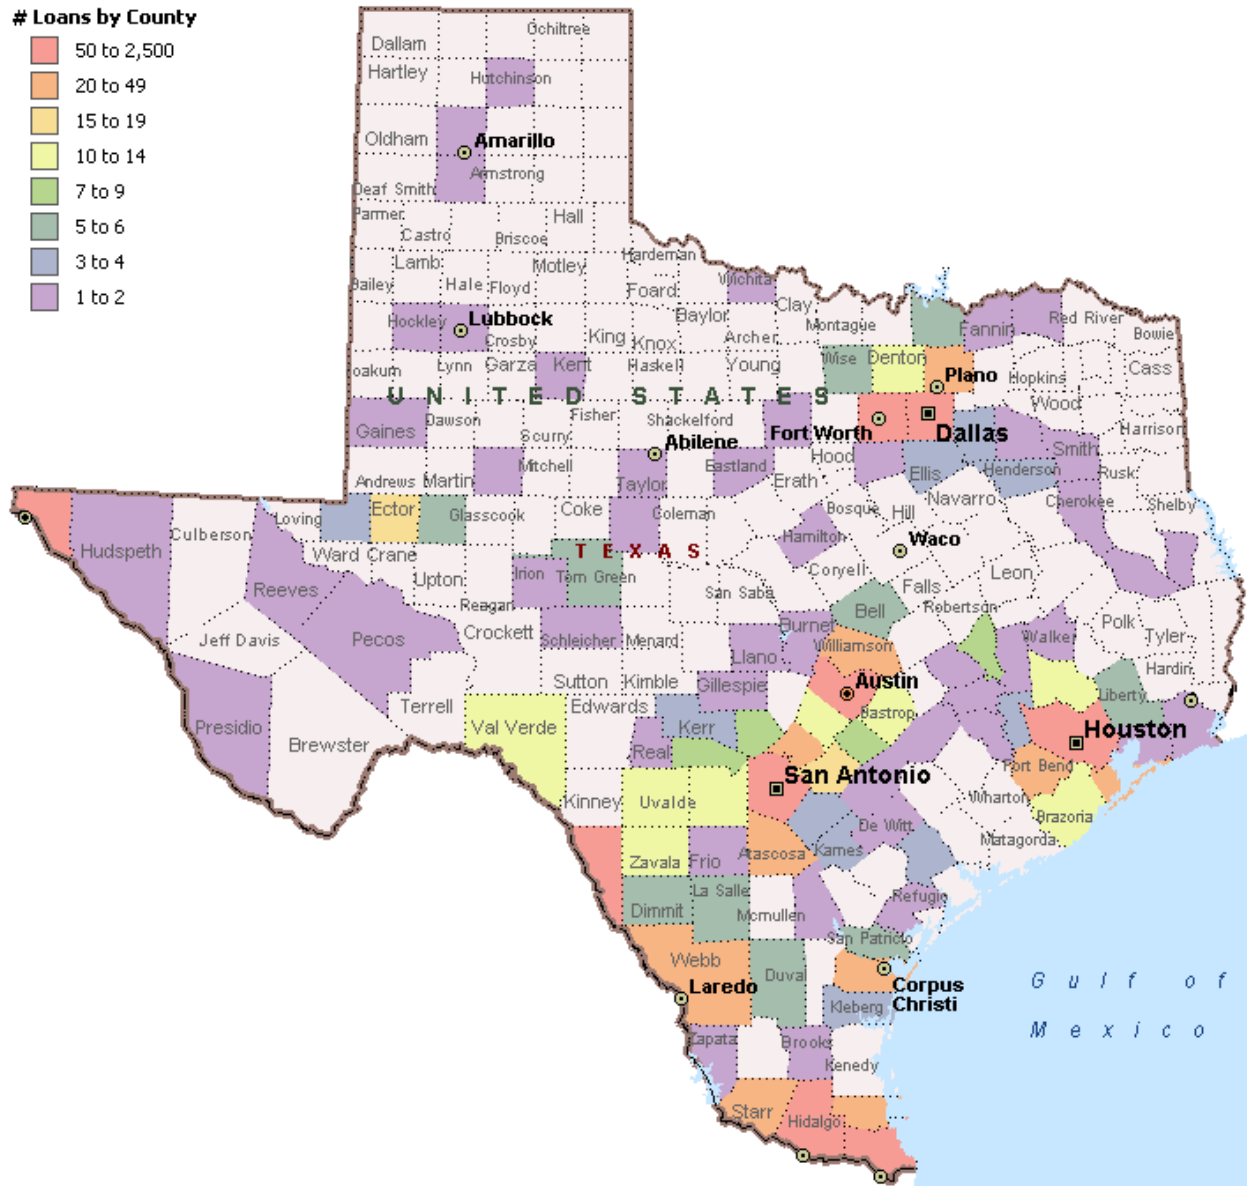 # Loans by County
50 to 2,500
20 to 49
15 to 19
10 to 14
7 to 9
5 to 6
3 to 4
1 to 2
Ochiltree
Dallam
Hartley
Hutchinson
Oldham
Amarillo
Armstrong
Deaf Smith
Parmer
Hall
Castro
Briscoe
Hardeman
Lamb
Motley
Bailey
Hale
Floyd
Foard
Wichita
Clay
Hockley
Lubbock
Crosby
King
Knox
Baylor
Archer
Montague
Fannin
Red River
Bowie
oakum
Lynn
Garza
Kent
Haskell
Young
Wise
Denton
Plano
Hopkins
Cass
UNITED STATES
Wood
Gaines
Dawson
Fisher
Scurry
Shackelford
Abilene
Fort Worth
Dallas
Harrison
Smith
Andrews
Martin
Mitchell
Taylor
Eastland
Hood
Erath
Ellis
Henderson
Rusk
Navarro
Cherokee
Shelby
Loving
Ector
Glasscock
Coke
Coleman
Bosque
Hill
Hudspeth
Culberson
Ward
Crane
TEXAS
Hamilton
Waco
Reeves
Upton
Irion
Tom Green
Coryell
Falls
Leon
Reagan
San Saba
Bell
Robertson
Jeff Davis
Pecos
Crockett
Schleicher
Menard
Burnet
Williamson
Walker
Polk
Tyler
Llano
Hardin
Sutton
Kimble
Gillespie
Austin
Liberty
Presidio
Terrell
Edwards
Bastrop
Brewster
Val Verde
Kerr
Real
Houston
San Antonio
Fort Bend
Kinney
Uvalde
Wharton
Brazoria
De Witt
Matagorda
Zavala
Frio
Atascosa
Karnes
La Salle
Refugio
Dimmit
Mcmullen
San Patricio
Webb
Duval
Laredo
Corpus
Christi
Kleberg
Gulf of
Mexico
Zapata
Brooks
Kenedy
Starr
Hidalgo